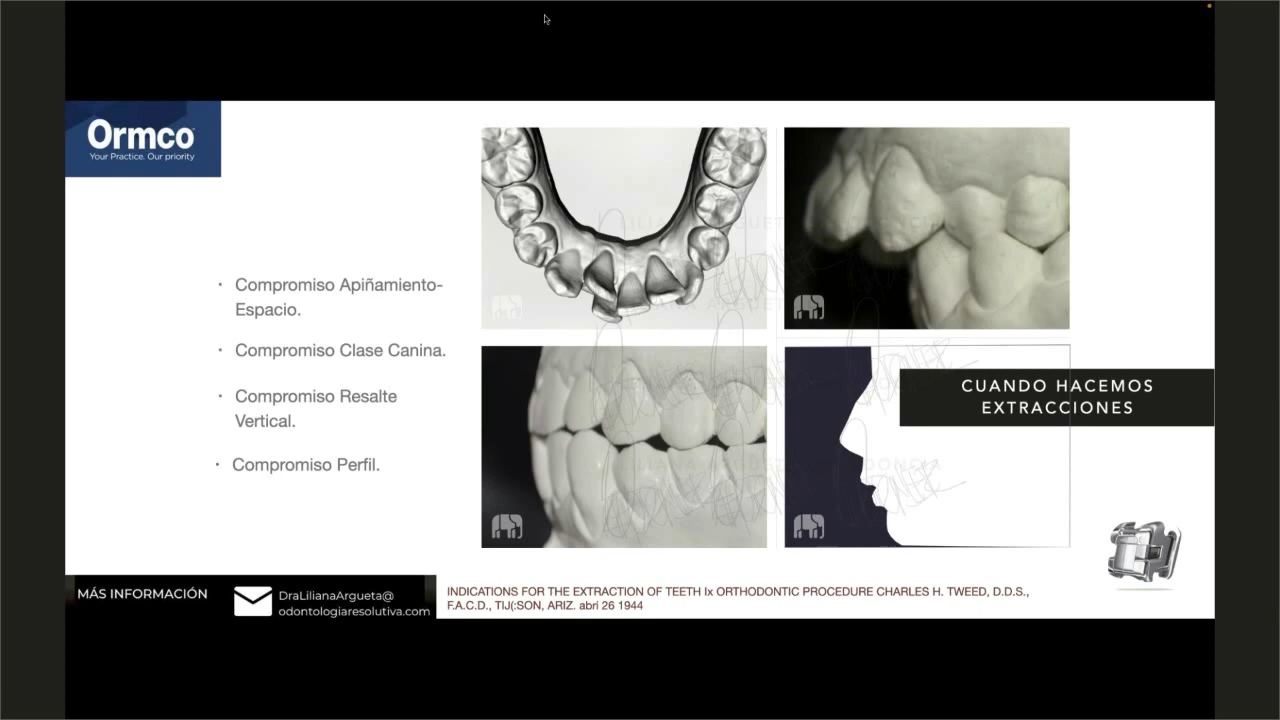 Ormco
Your Practice. Our priority
• Compromiso Apiñamiento-
Espacio.
• Compromiso Clase Canina.
• Compromiso Resalte
Vertical.
• Compromiso Perfil.
CUANDO HACEMOS
EXTRACCIONES
MÁS INFORMACIÓN
DraLilianaArgueta@
odontologiaresolutiva.com
INDICATIONS FOR THE EXTRACTION OF TEETH Ix ORTHODONTIC PROCEDURE CHARLES H. TWEED, D.D.S.,
F.A.C.D., TIJ(:SON, ARIZ. abri 26 1944